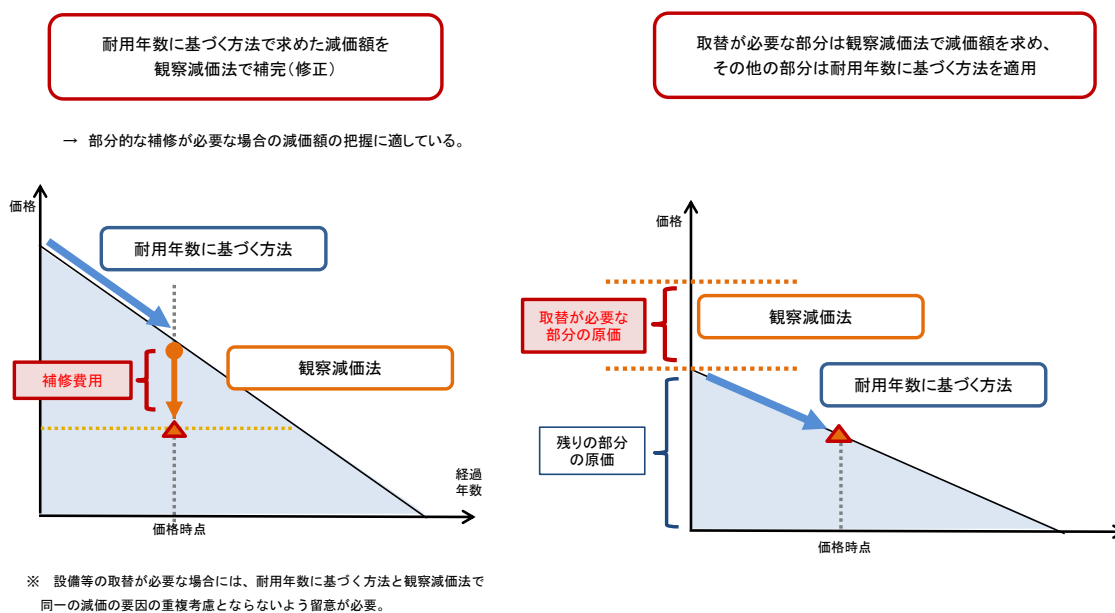 耐用年数に基づく方法で求めた減価額を
観察減価法で補完(修正)
→ 部分的な補修が必要な場合の減価額の把握に適している。
価格
耐用年数に基づく方法
観察減価法
補修費用
経過
年数
価格時点
※ 設備等の取替が必要な場合には、耐用年数に基づく方法と観察減価法で
同一の減価の要因の重複考慮とならないよう留意が必要。
取替が必要な部分は観察減価法で減価額を求め、
その他の部分は耐用年数に基づく方法を適用
価格
取替が必要な
部分の原価
観察減価法
耐用年数に基づく方法
残りの部分
の原価
価格時点